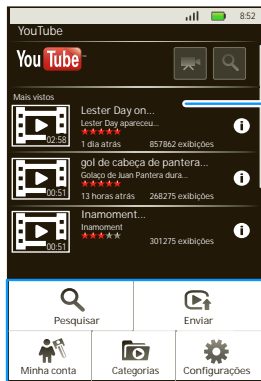 8:52
YouTube
YouTube
Mais vistos
Lester Day on...
Lester Day apareceu...
02:58
1 dia atrás 857862 exibições
gol de cabeça de pantera...
Golaço de Juan Pantera dura...
00:51
13 horas atrás 268275 exibições
Inamoment...
Inamoment
00:51
301275 exibições
Pesquisar Enviar
Minha conta Categorias Configurações